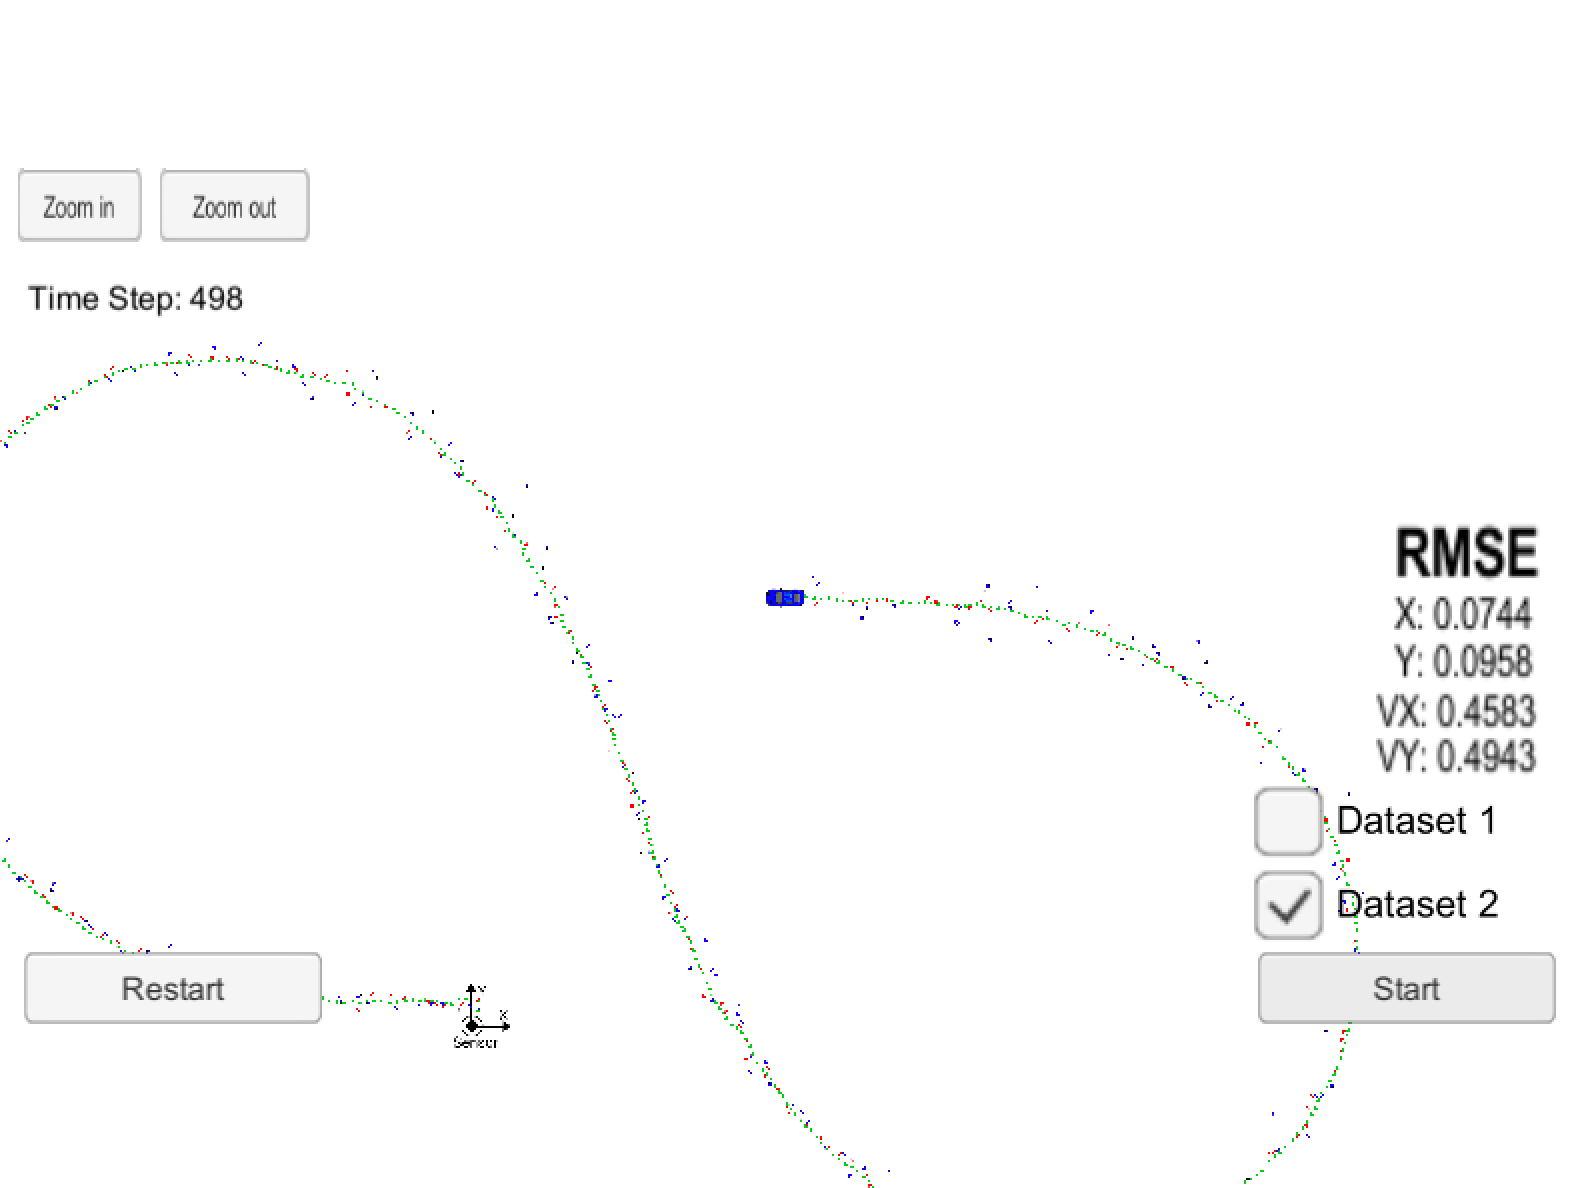 Zoom in
Zoom out
Time Step: 498
RMSE
X: 0.0744
Y: 0.0958
VX: 0.4583
VY: 0.4943
Dataset 1
Dataset 2
Restart
Start
Y
X
Sensor